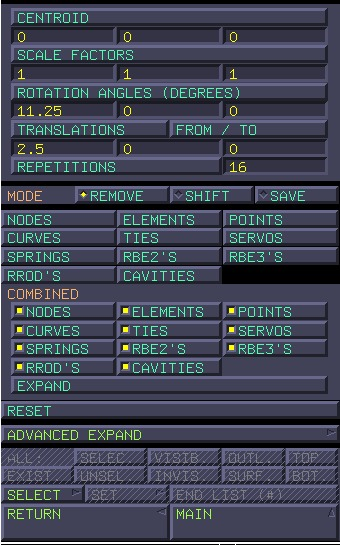 CENTROID
0 0 0
SCALE FACTORS
1 1 1
ROTATION ANGLES (DEGREES)
11.25 0 0
TRANSLATIONS FROM / TO
2.5 0 0
REPETITIONS 16
MODE REMOVE SHIFT SAVE
NODES ELEMENTS POINTS
CURVES TIES SERVOS
SPRINGS RBE2'S RBE3'S
RROD'S CAVITIES
COMBINED
NODES ELEMENTS POINTS
CURVES TIES SERVOS
SPRINGS RBE2'S RBE3'S
RROD'S CAVITIES
EXPAND
RESET
ADVANCED EXPAND
ALL: SELEC. VISIB. OUTL. TOP
EXIST. UNSEL. INVIS. SURF. BOT.
SELECT SET END LIST (#)
RETURN MAIN